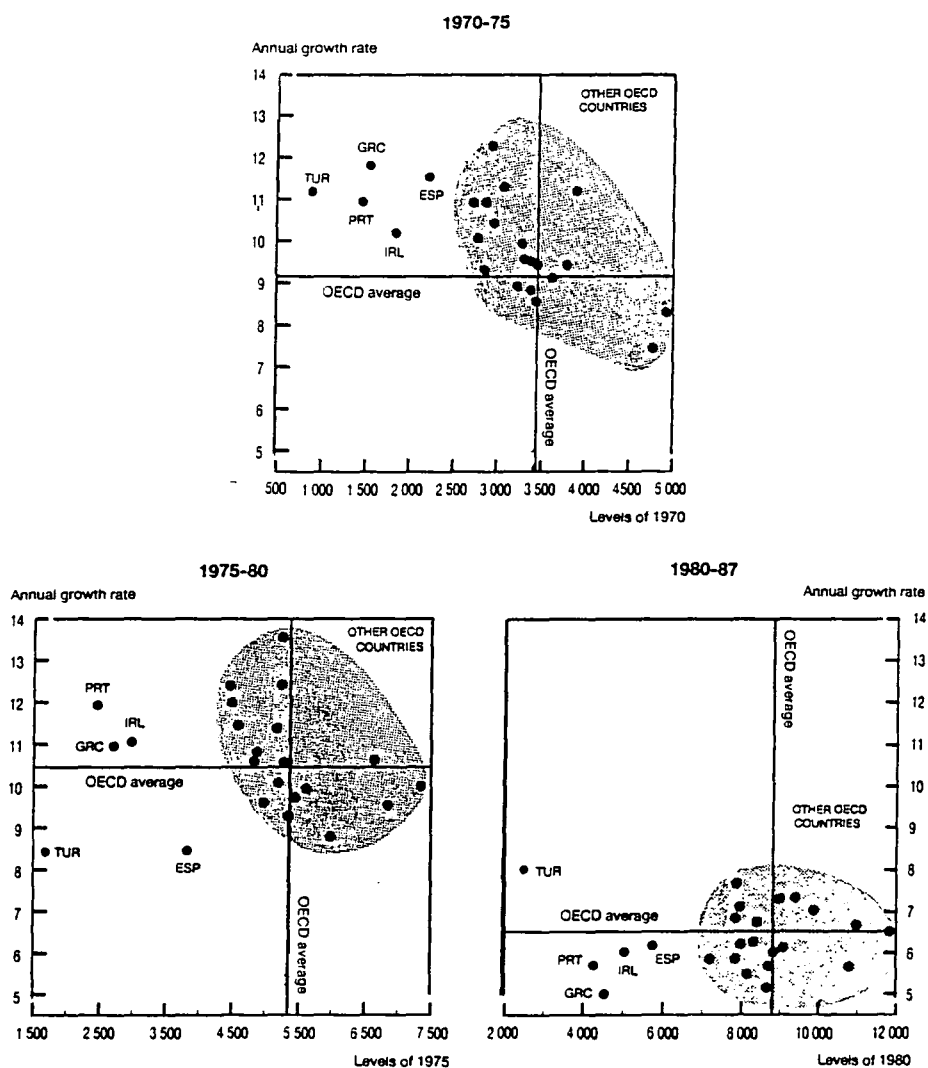 1970-75
Annual growth rate
14
13
12
11
10
9
8
7
6
5
OTHER OECD
COUNTRIES
GRC
TUR
ESP
PRT
IRL
OECD average
OECD average
500 1 000 1 500 2 000 2 500 3 000 3 500 4 000 4500 5 000
Levels of 1970
1975-80
Annual growth rate
14
13
12
11
10
9
8
7
6
5
OTHER OECD
COUNTRIES
PRT
IRL
GRC
OECD average
TUR
ESP
OECD average
1 500 2 500 3 500 4 500 5 500 6 500 7 500
Levels of 1975
1980-87
Annual growth rate
14
13
12
11
10
9
8
7
6
5
OECD average
OTHER OECD
COUNTRIES
TUR
OECD average
PRT
IRL
ESP
GRC
2 000 4 000 6 000 8 000 10 000 12 000
Levels of 1980